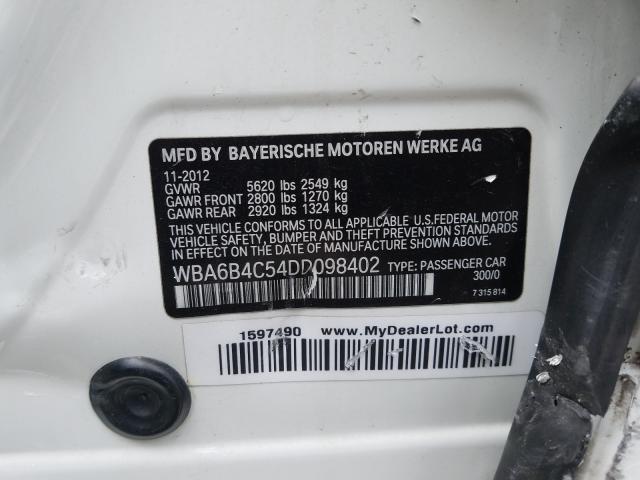 MFD BY BAYERISCHE MOTOREN WERKE AG
11-2012
GVWR 5620 lbs 2549 kg
GAWR FRONT 2800 lbs 1270 kg
GAWR REAR 2920 lbs 1324 kg
THIS VEHICLE CONFORMS TO ALL APPLICABLE U.S.FEDERAL MOTOR
VEHICLE SAFETY, BUMPER AND THEFT PREVENTION STANDARDS
IN EFFECT ON THE DATE OF MANUFACTURE SHOWN ABOVE.
WBA6B4C54DD098402 TYPE: PASSENGER CAR
300/0
7 315 814
1597490 www.MyDealerLot.com